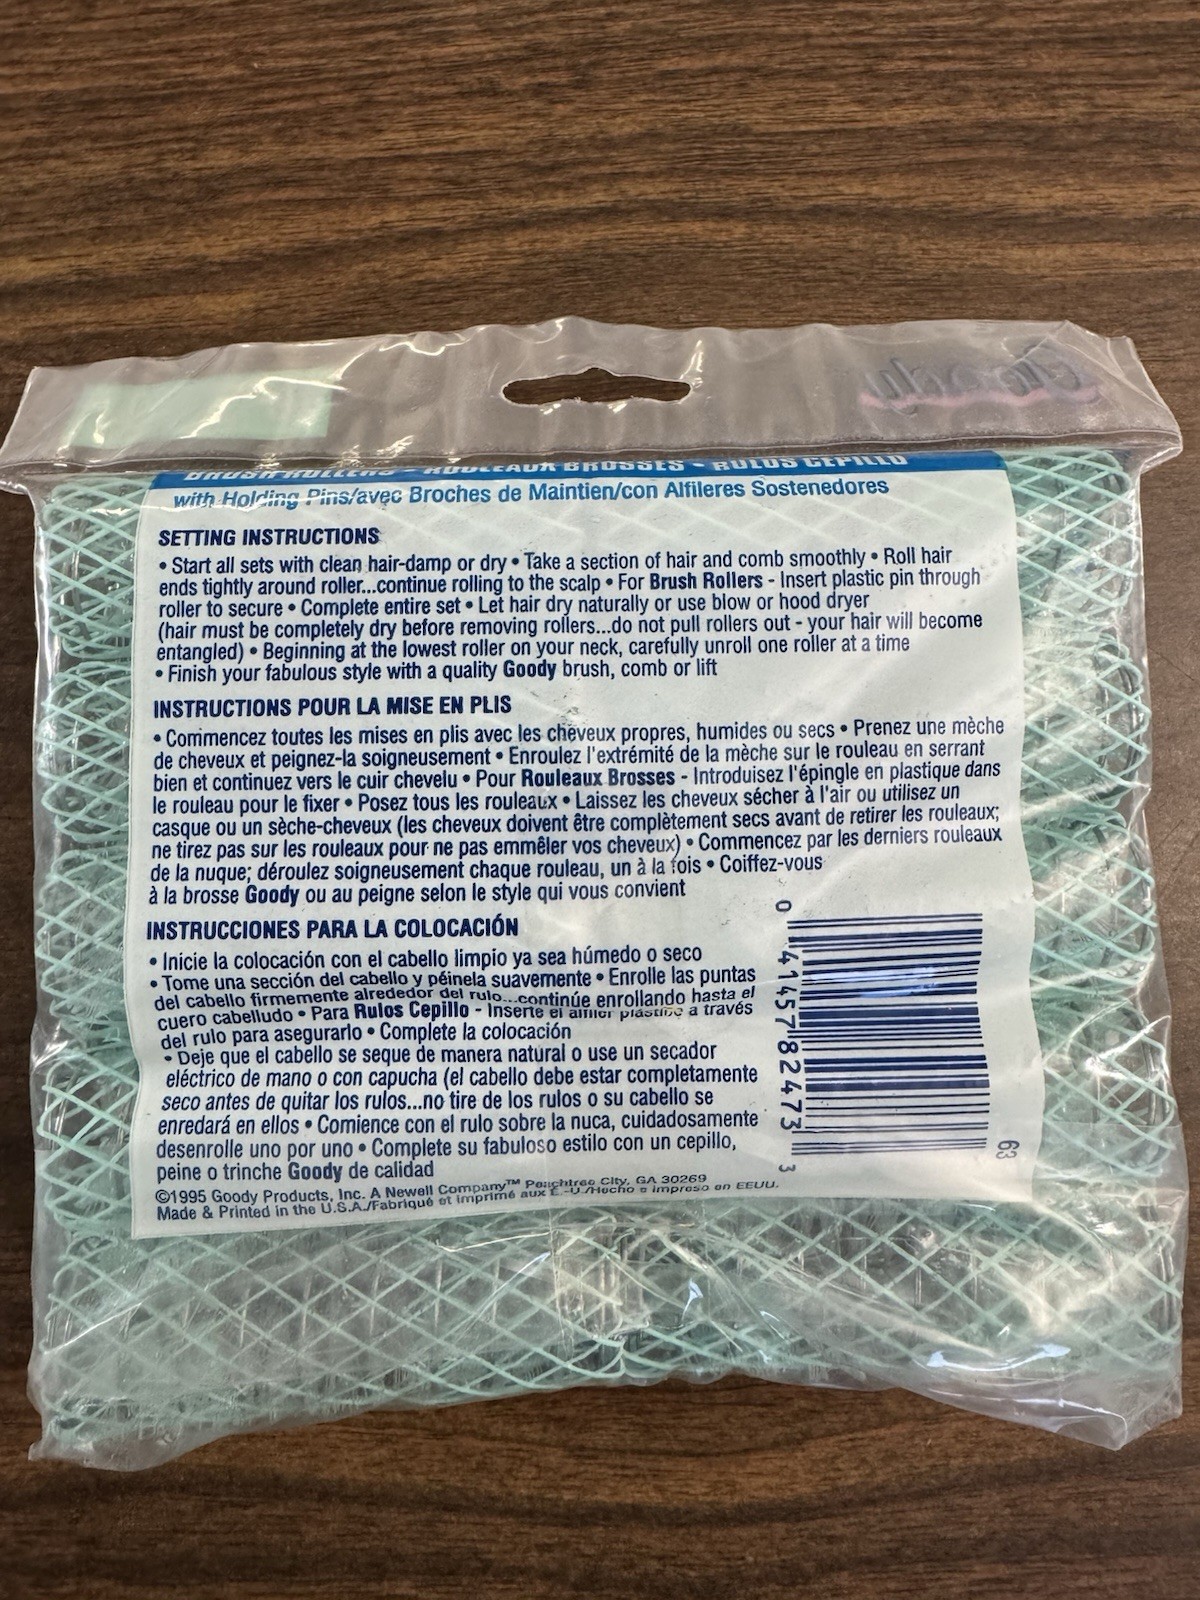 BRUSH ROLLERS - ROULEAUX BROSSES • RULOS CEPILLO
with Holding Pins/avec Broches de Maintien/con Alfileres Sostenedores
SETTING INSTRUCTIONS
• Start all sets with clean hair-damp or dry • Take a section of hair and comb smoothly • Roll hair
ends tightly around roller...continue rolling to the scalp • For Brush Rollers - Insert plastic pin through
roller to secure • Complete entire set • Let hair dry naturally or use blow or hood dryer
(hair must be completely dry before removing rollers...do not pull rollers out - your hair will become
entangled) • Beginning at the lowest roller on your neck, carefully unroll one roller at a time
• Finish your fabulous style with a quality Goody brush, comb or lift
INSTRUCTIONS POUR LA MISE EN PLIS
• Commencez toutes les mises en plis avec les cheveux propres, humides ou secs • Prenez une mèche
de cheveux et peignez-la soigneusement • Enroulez l'extrémité de la mèche sur le rouleau en serrant
bien et continuez vers le cuir chevelu • Pour Rouleaux Brosses - Introduisez l'épingle en plastique dans
le rouleau pour le fixer • Posez tous les rouleaux • Laissez les cheveux sécher à l'air ou utilisez un
casque ou un sèche-cheveux (les cheveux doivent être complètement secs avant de retirer les rouleaux;
ne tirez pas sur les rouleaux pour ne pas emmêler vos cheveux) • Commencez par les derniers rouleaux
de la nuque; déroulez soigneusement chaque rouleau, un à la fois • Coiffez-vous
à la brosse Goody ou au peigne selon le style qui vous convient
INSTRUCCIONES PARA LA COLOCACIÓN
• Inicie la colocación con el cabello limpio ya sea húmedo o seco
• Tome una sección del cabello y péinela suavemente • Enrolle las puntas
del cabello firmemente alrededor del rulo...continúe enrollando hasta el
cuero cabelludo • Para Rulos Cepillo - Inserte el alfiler plástico a través
del rulo para asegurarlo • Complete la colocación
• Deje que el cabello se seque de manera natural o use un secador
eléctrico de mano o con capucha (el cabello debe estar completamente
seco antes de quitar los rulos...no tire de los rulos o su cabello se
enredará en ellos • Comience con el rulo sobre la nuca, cuidadosamente
desenrolle uno por uno • Complete su fabuloso estilo con un cepillo,
peine o trinche Goody de calidad
©1995 Goody Products, Inc. A Newell Company™ Peachtree City, GA 30269
Made & Printed in the U.S.A./Fabriqué et imprimé aux É.-U./Hecho e impreso en EEUU.
0 41457 82473 3
63